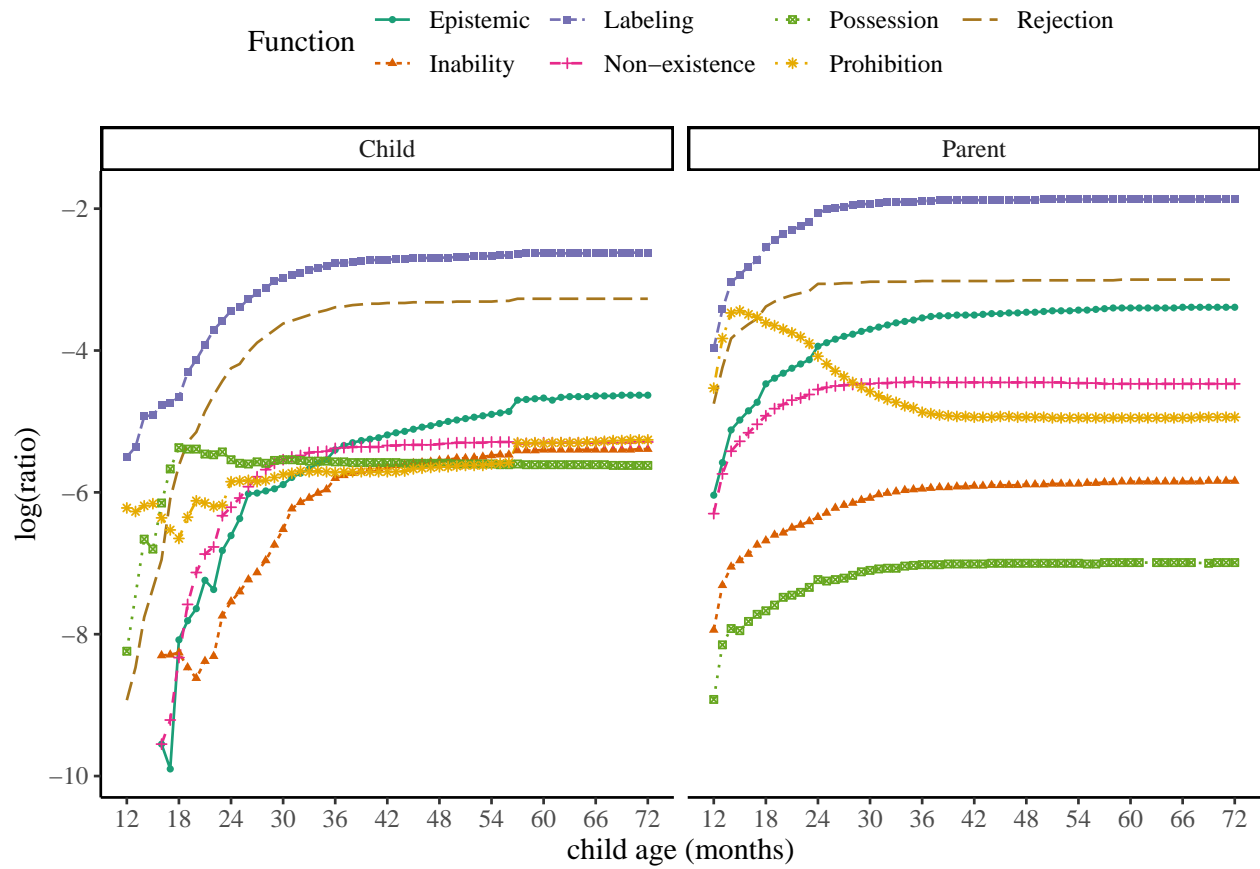 Function
Epistemic Labeling Possession Rejection
Inability Non−existence Prohibition
Child Parent
log(ratio)
−2
−4
−6
−8
−10
12 18 24 30 36 42 48 54 60 66 72 12 18 24 30 36 42 48 54 60 66 72
child age (months)